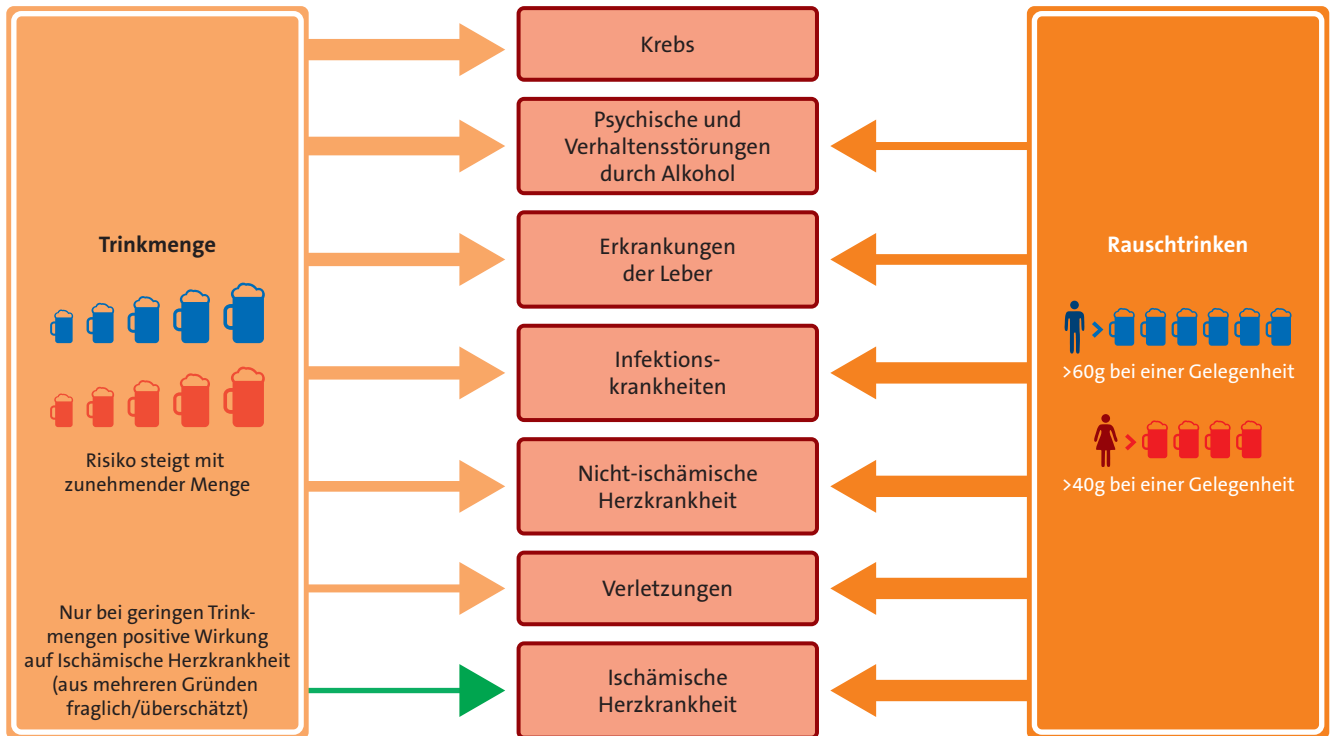 Trinkmenge
Risiko steigt mit
zunehmender Menge
Nur bei geringen Trink-
mengen positive Wirkung
auf Ischämische Herzkrankheit
(aus mehreren Gründen
fraglich/überschätzt)
Krebs
Psychische und
Verhaltensstörungen
durch Alkohol
Erkrankungen
der Leber
Infektions-
krankheiten
Nicht-ischämische
Herzkrankheit
Verletzungen
Ischämische
Herzkrankheit
Rauschtrinken
>
>60g bei einer Gelegenheit
>
>40g bei einer Gelegenheit